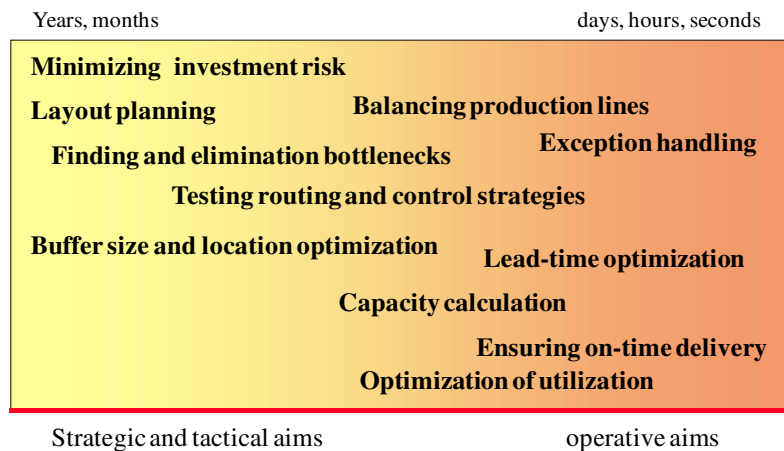 Years, months days, hours, seconds
Minimizing investment risk
Layout planning Balancing production lines
Exception handling
Finding and elimination bottlenecks
Testing routing and control strategies
Buffer size and location optimization
Lead-time optimization
Capacity calculation
Ensuring on-time delivery
Optimization of utilization
Strategic and tactical aims operative aims